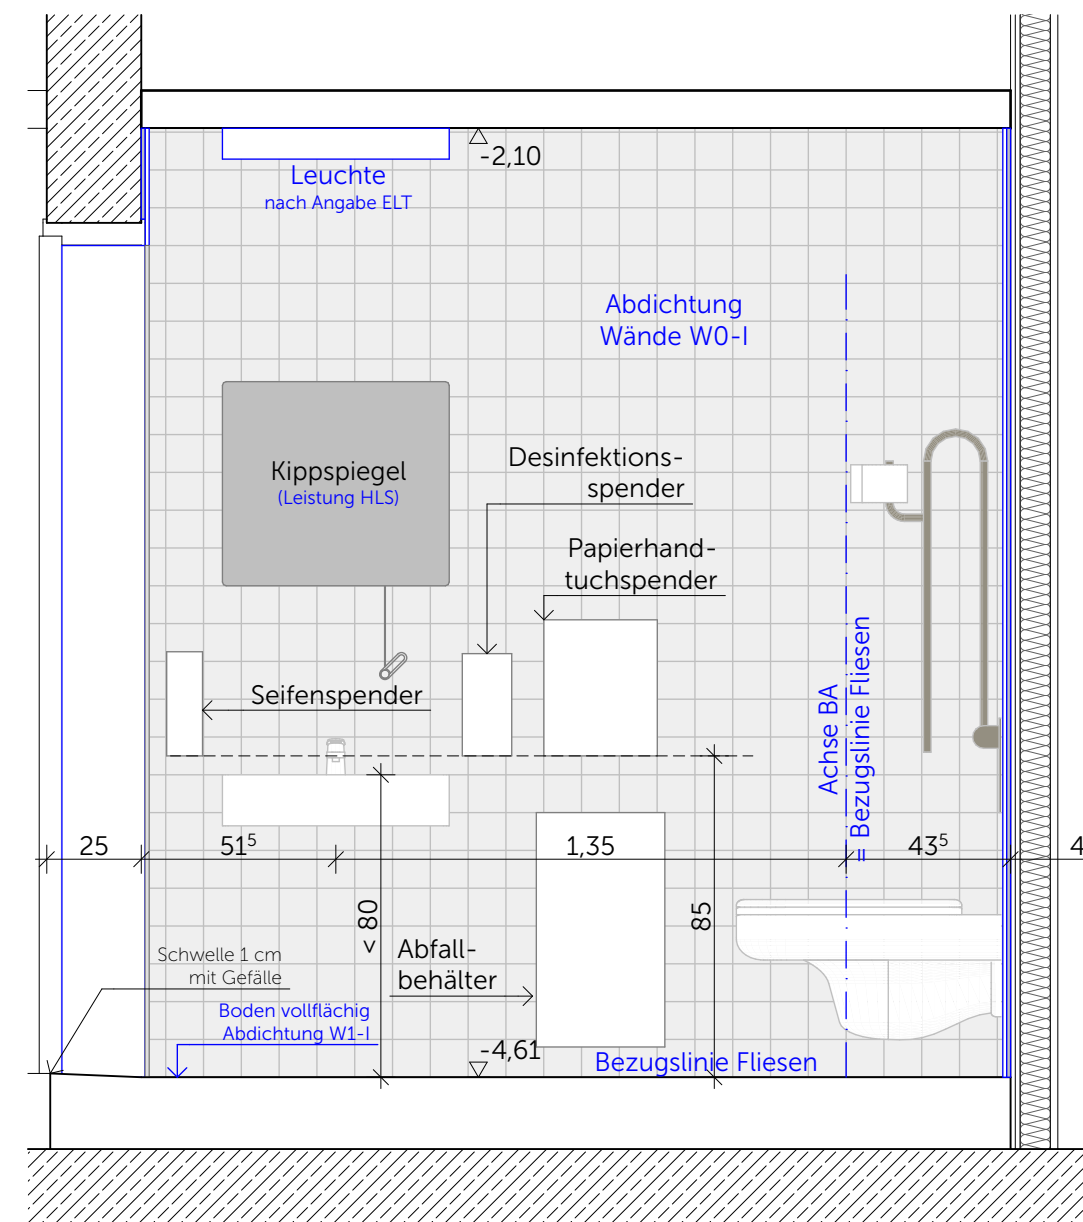 -2,10
Leuchte
nach Angabe ELT
Abdichtung
Wände W0-I
Kippspiegel
(Leistung HLS)
Desinfektions-
spender
Papierhand-
tuchspender
Seifenspender
Achse BA
= Bezugslinie Fliesen
25
51⁵
1,35
43⁵
4
< 80
85
Abfall-
behälter
Schwelle 1 cm
mit Gefälle
Boden vollflächig
Abdichtung W1-I
-4,61
Bezugslinie Fliesen